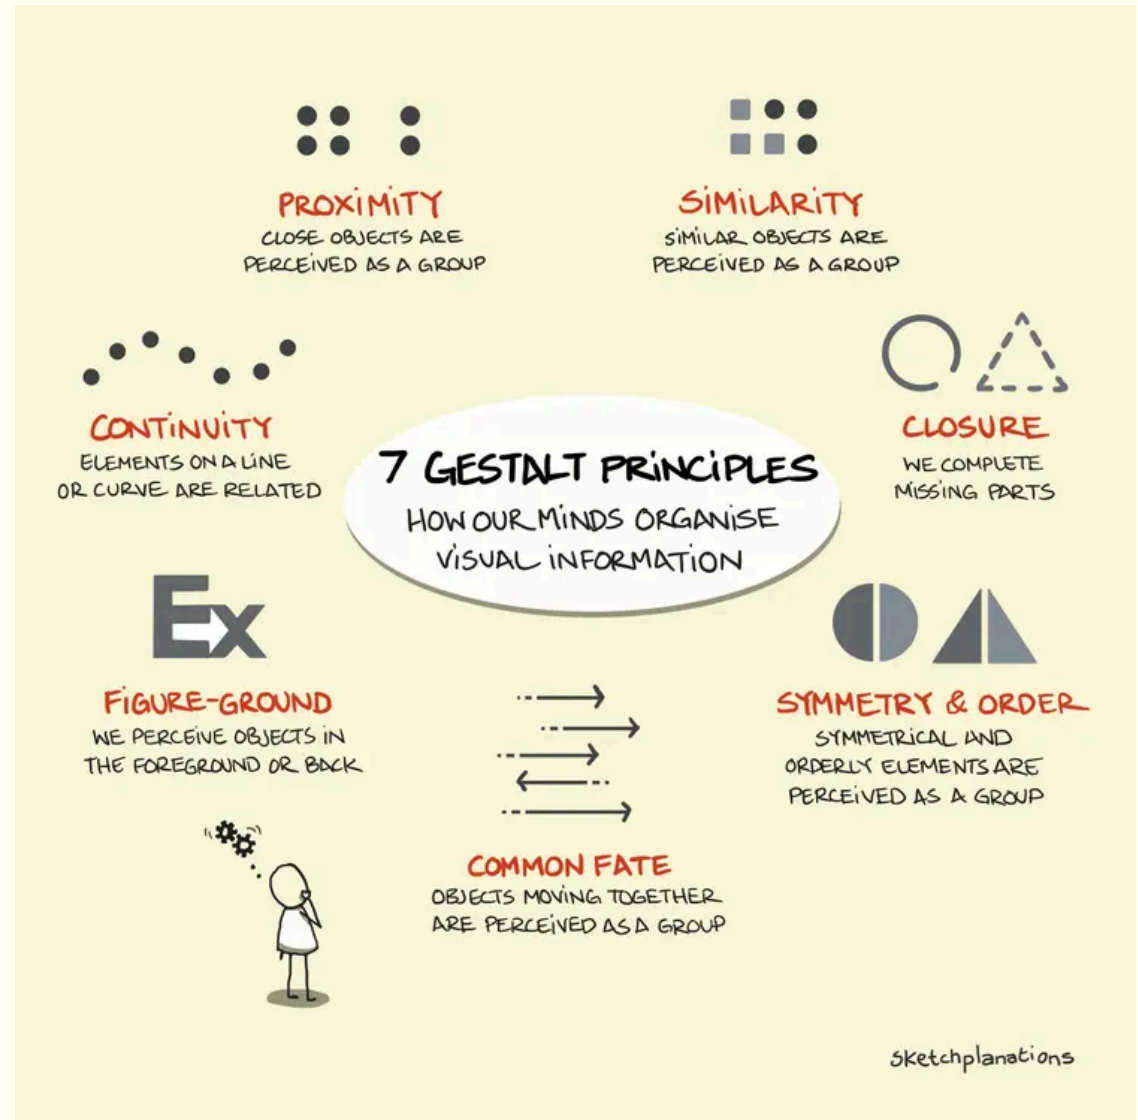 PROXIMITY
CLOSE OBJECTS ARE
PERCEIVED AS A GROUP
SIMILARITY
SIMILAR OBJECTS ARE
PERCEIVED AS A GROUP
CONTINUITY
ELEMENTS ON A LINE
OR CURVE ARE RELATED
7 GESTALT PRINCIPLES
HOW OUR MINDS ORGANISE
VISUAL INFORMATION
CLOSURE
WE COMPLETE
MISSING PARTS
Ex
FIGURE-GROUND
WE PERCEIVE OBJECTS IN
THE FOREGROUND OR BACK
SYMMETRY & ORDER
SYMMETRICAL AND
ORDERLY ELEMENTS ARE
PERCEIVED AS A GROUP
COMMON FATE
OBJECTS MOVING TOGETHER
ARE PERCEIVED AS A GROUP
sketchplanations